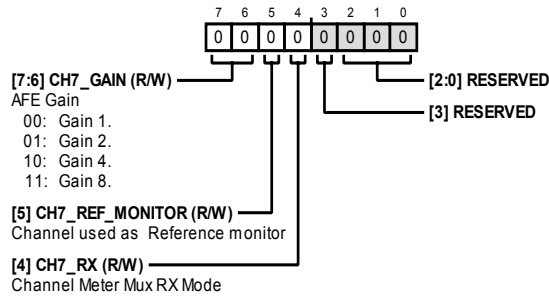 7 6 5 4 3 2 1 0
0 0 0 0 0 0 0 0
[7:6] CH7_GAIN (R/W)
AFE Gain
00: Gain 1.
01: Gain 2.
10: Gain 4.
11: Gain 8.
[5] CH7_REF_MONITOR (R/W)
Channel used as Reference monitor
[4] CH7_RX (R/W)
Channel Meter Mux RX Mode
[2:0] RESERVED
[3] RESERVED